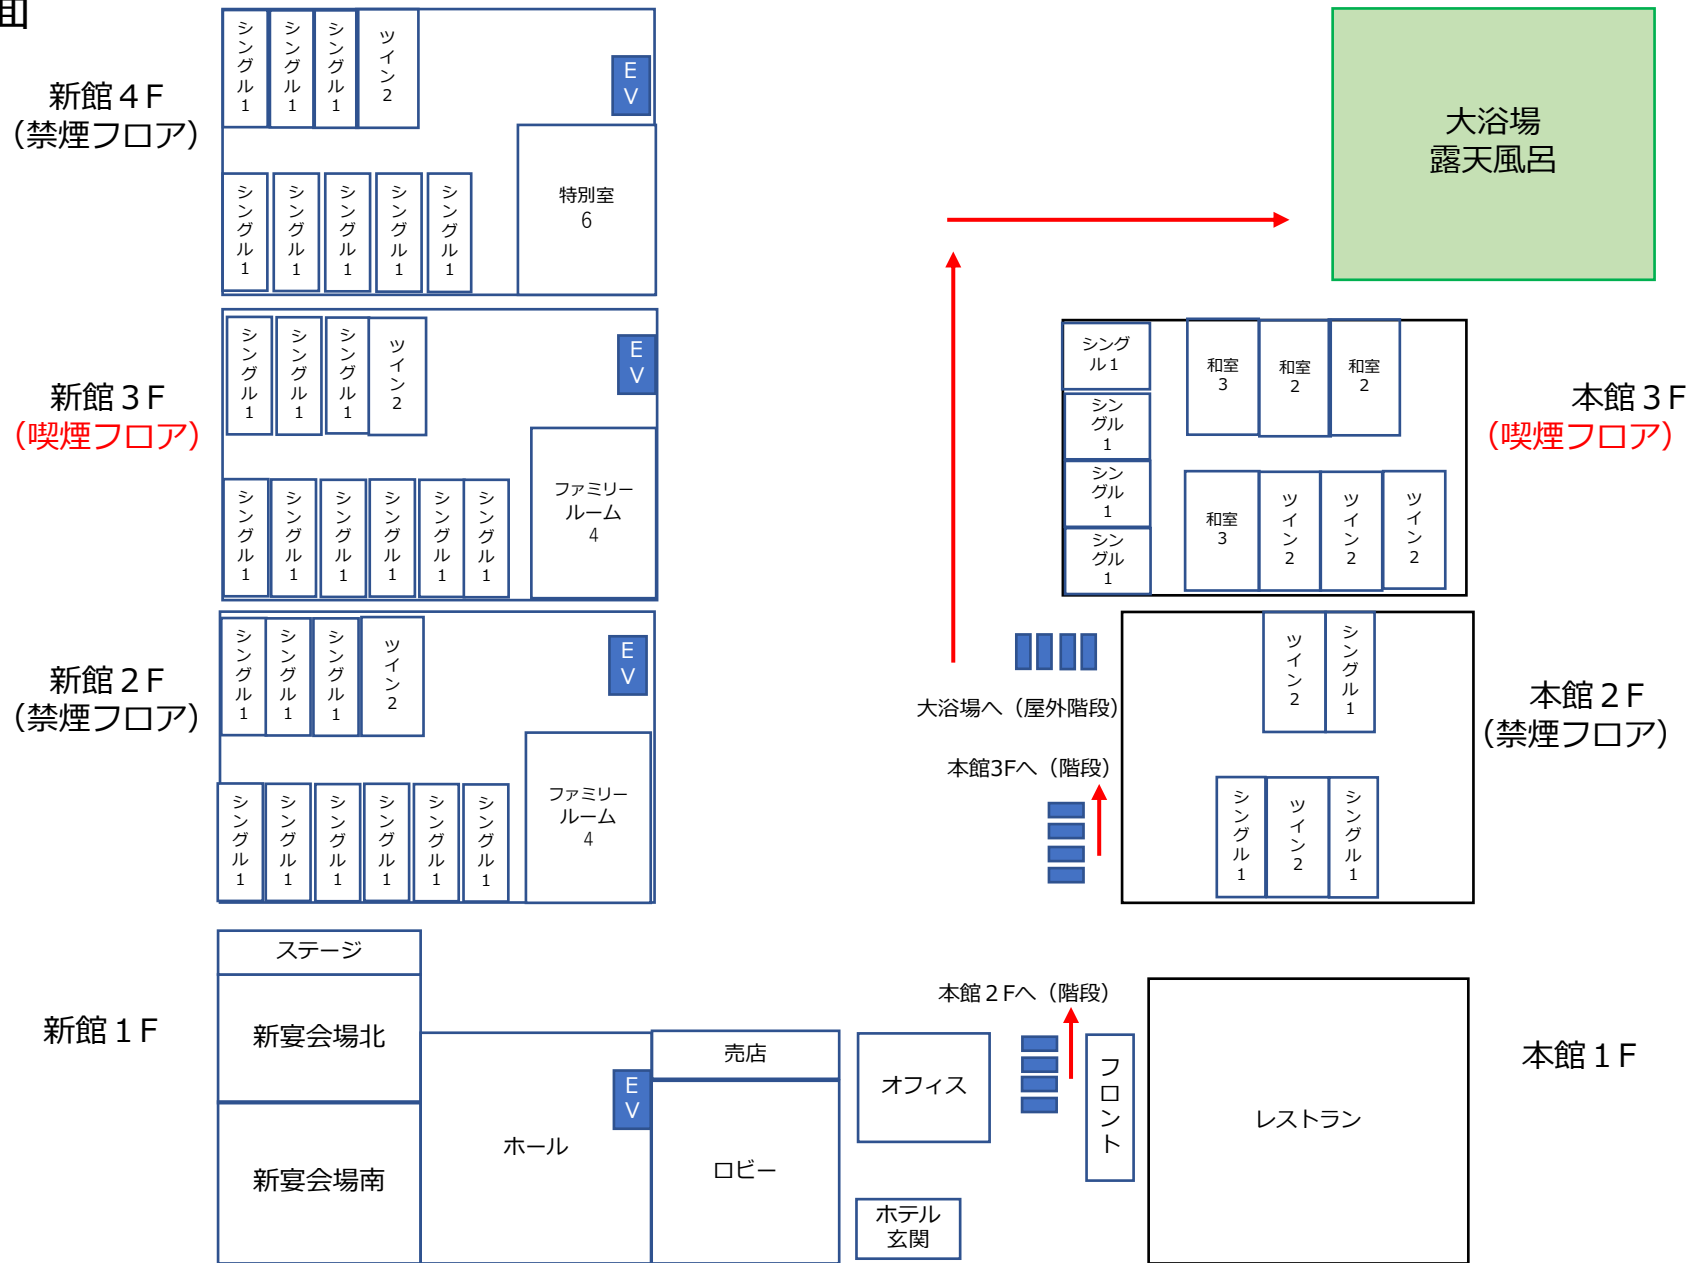 新館４Ｆ
（禁煙フロア）
シングル1
シングル1
シングル1
ツイン2
EV
シングル1
シングル1
シングル1
シングル1
シングル1
特別室
6
大浴場
露天風呂
新館３Ｆ
（喫煙フロア）
シングル1
シングル1
シングル1
ツイン2
EV
シングル1
シングル1
シングル1
シングル1
シングル1
シングル1
ファミリー
ルーム
4
シング
ル1
シン
グル
1
シン
グル
1
シン
グル
1
和室
3
和室
2
和室
2
和室
3
ツイン2
ツイン2
ツイン2
本館３Ｆ
（喫煙フロア）
新館２Ｆ
（禁煙フロア）
シングル1
シングル1
シングル1
ツイン2
EV
シングル1
シングル1
シングル1
シングル1
シングル1
シングル1
ファミリー
ルーム
4
大浴場へ（屋外階段）
本館3Fへ（階段）
ツイン2
シングル1
シングル1
ツイン2
シングル1
本館２Ｆ
（禁煙フロア）
新館１Ｆ
ステージ
新宴会場北
新宴会場南
ホール
EV
売店
ロビー
オフィス
ホテル
玄関
本館２Fへ（階段）
フロント
レストラン
本館１Ｆ